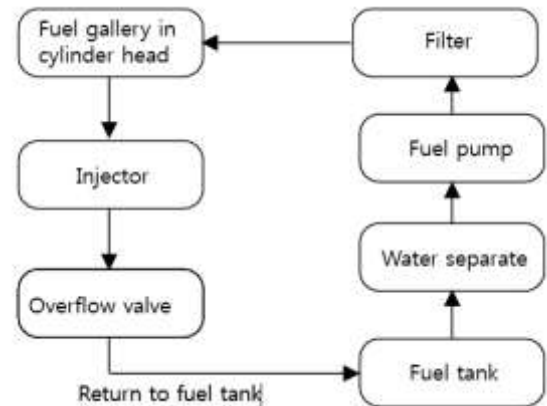 Fuel gallery in
cylinder head
Filter
Injector
Fuel pump
Overflow valve
Water separate
Fuel tank
Return to fuel tank